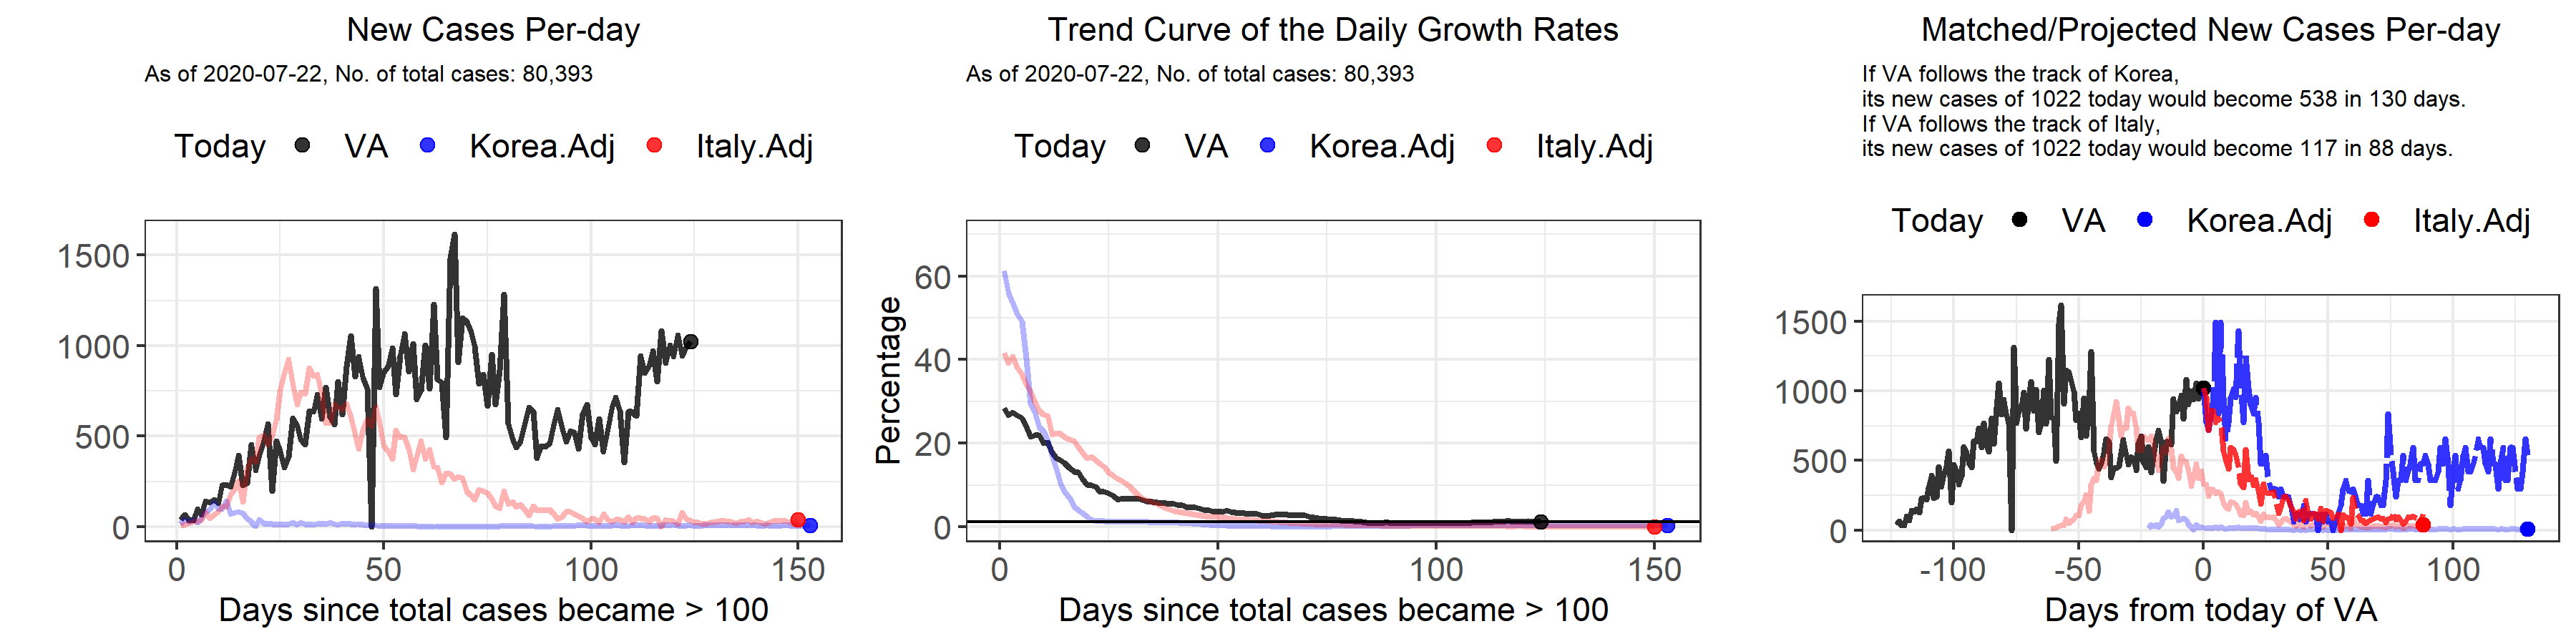 New Cases Per-day
As of 2020-07-22, No. of total cases: 80,393
Today VA Korea.Adj Italy.Adj
1500
1000
500
0
0 50 100 150
Days since total cases became > 100
Trend Curve of the Daily Growth Rates
As of 2020-07-22, No. of total cases: 80,393
Today VA Korea.Adj Italy.Adj
Percentage
60
40
20
0
0 50 100 150
Days since total cases became > 100
Matched/Projected New Cases Per-day
If VA follows the track of Korea,
its new cases of 1022 today would become 538 in 130 days.
If VA follows the track of Italy,
its new cases of 1022 today would become 117 in 88 days.
Today VA Korea.Adj Italy.Adj
1500
1000
500
0
-100 -50 0 50 100
Days from today of VA